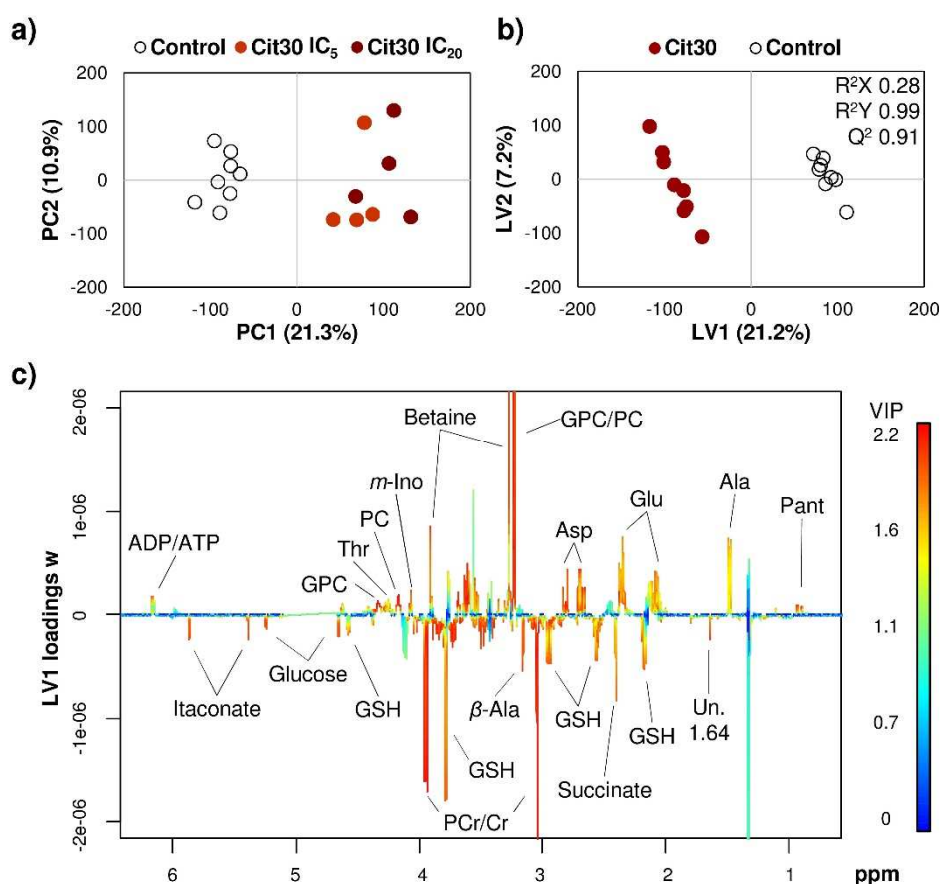 a)
Control Cit30 IC5 Cit30 IC20
200
100
0
-100
-200
-200 -100 0 100 200
PC2 (10.9%)
PC1 (21.3%)
b)
Cit30 Control
R²X 0.28
R²Y 0.99
Q² 0.91
200
100
0
-100
-200
-200 -100 0 100 200
LV2 (7.2%)
LV1 (21.2%)
c)
2e-06
1e-06
0
-1e-06
-2e-06
LV1 loadings w
Betaine
GPC/PC
m-Ino
Glu
Ala
PC
Asp
Pant
ADP/ATP
Thr
GPC
Itaconate
Glucose
GSH
GSH
PCr/Cr
β-Ala
GSH
Succinate
GSH
Un.
1.64
6 5 4 3 2 1 ppm
VIP
2.2
1.6
1.1
0.7
0